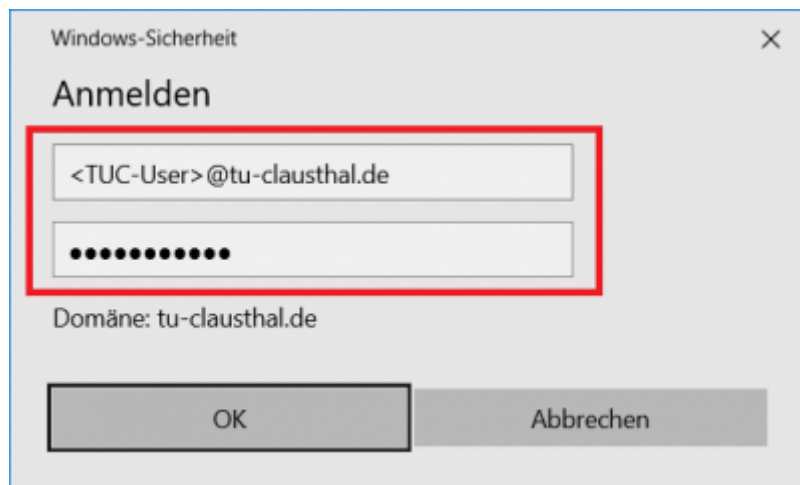 Windows-Sicherheit
Anmelden
<TUC-User>@tu-clausthal.de
●●●●●●●●●●●
Domäne: tu-clausthal.de
OK
Abbrechen